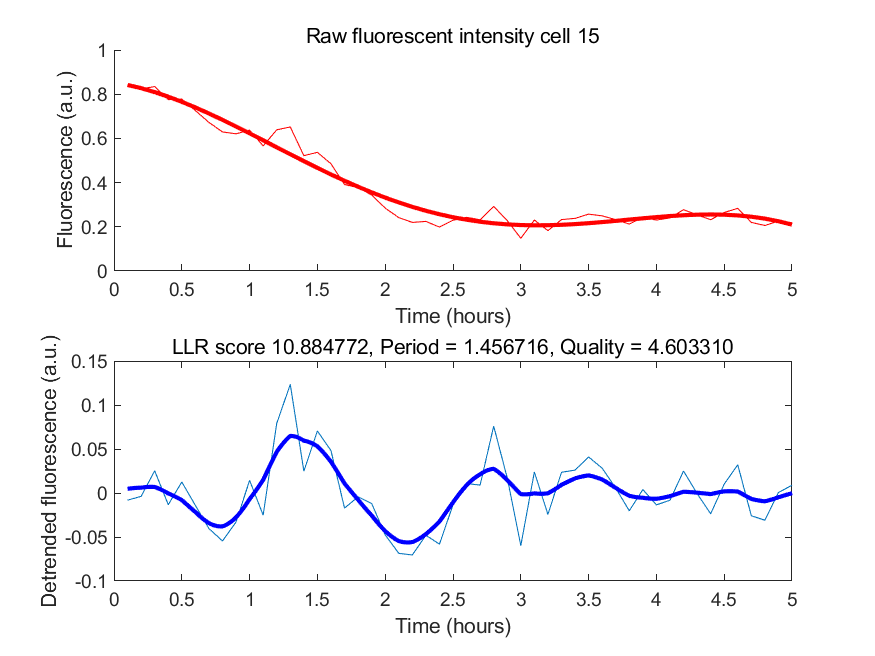 Raw fluorescent intensity cell 15
1
0.8
0.6
0.4
0.2
0
Fluorescence (a.u.)
0 0.5 1 1.5 2 2.5 3 3.5 4 4.5 5
Time (hours)
LLR score 10.884772, Period = 1.456716, Quality = 4.603310
0.15
0.1
0.05
0
-0.05
-0.1
Detrended fluorescence (a.u.)
0 0.5 1 1.5 2 2.5 3 3.5 4 4.5 5
Time (hours)